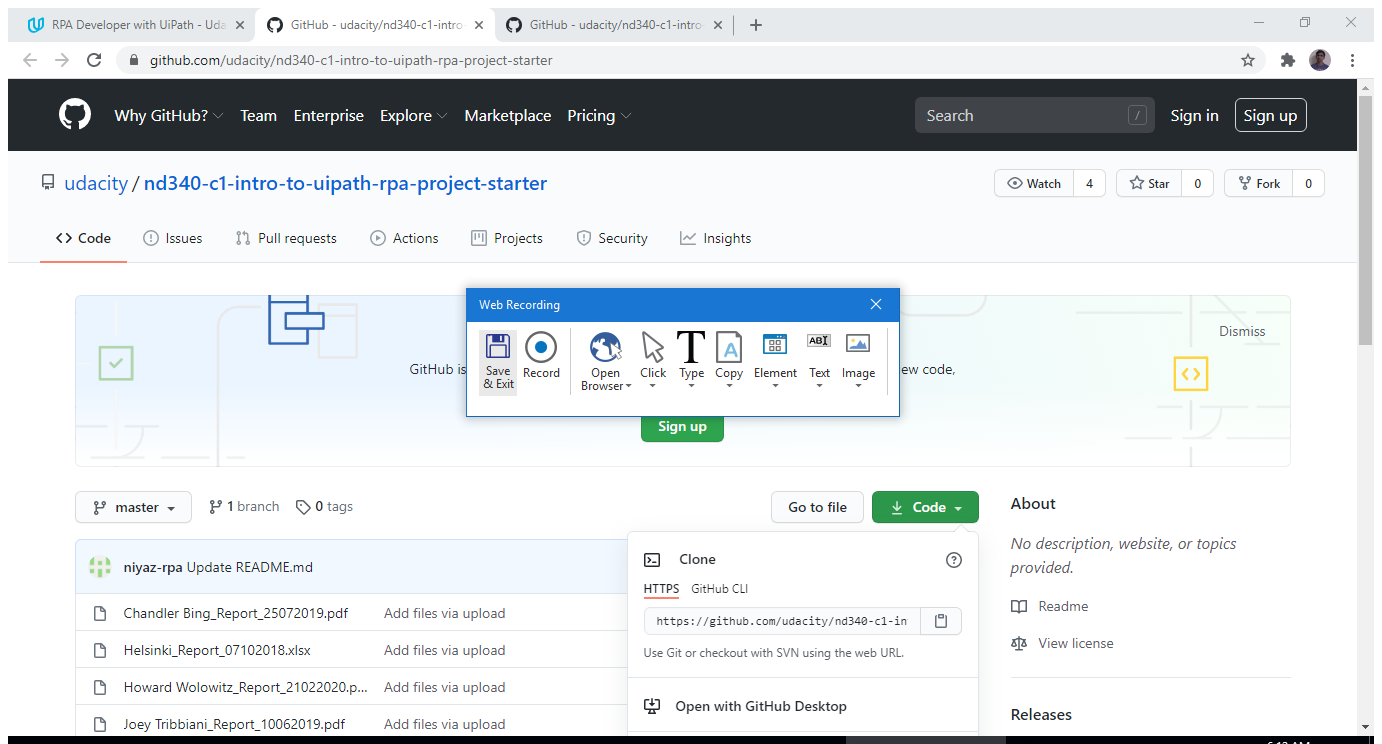 RPA Developer with UiPath - Uda
GitHub - udacity/nd340-c1-intro
GitHub - udacity/nd340-c1-intro
github.com/udacity/nd340-c1-intro-to-uipath-rpa-project-starter
Why GitHub? Team Enterprise Explore Marketplace Pricing Search / Sign in Sign up
udacity / nd340-c1-intro-to-uipath-rpa-project-starter
Watch 4 Star 0 Fork 0
Code Issues Pull requests Actions Projects Security Insights
Web Recording
Dismiss
GitHub is
ew code,
Save & Exit
Record
Open Browser
Click
Type
Copy
Element
Text
Image
Sign up
master 1 branch 0 tags Go to file Code
About
No description, website, or topics
provided.
Readme
View license
Releases
niyaz-rpa Update README.md
Chandler Bing_Report_25072019.pdf Add files via upload
Helsinki_Report_07102018.xlsx Add files via upload
Howard Wolowitz_Report_21022020.p... Add files via upload
Joey Tribbiani_Report_10062019.pdf Add files via upload
Clone
HTTPS GitHub CLI
https://github.com/udacity/nd340-c1-in
Use Git or checkout with SVN using the web URL.
Open with GitHub Desktop